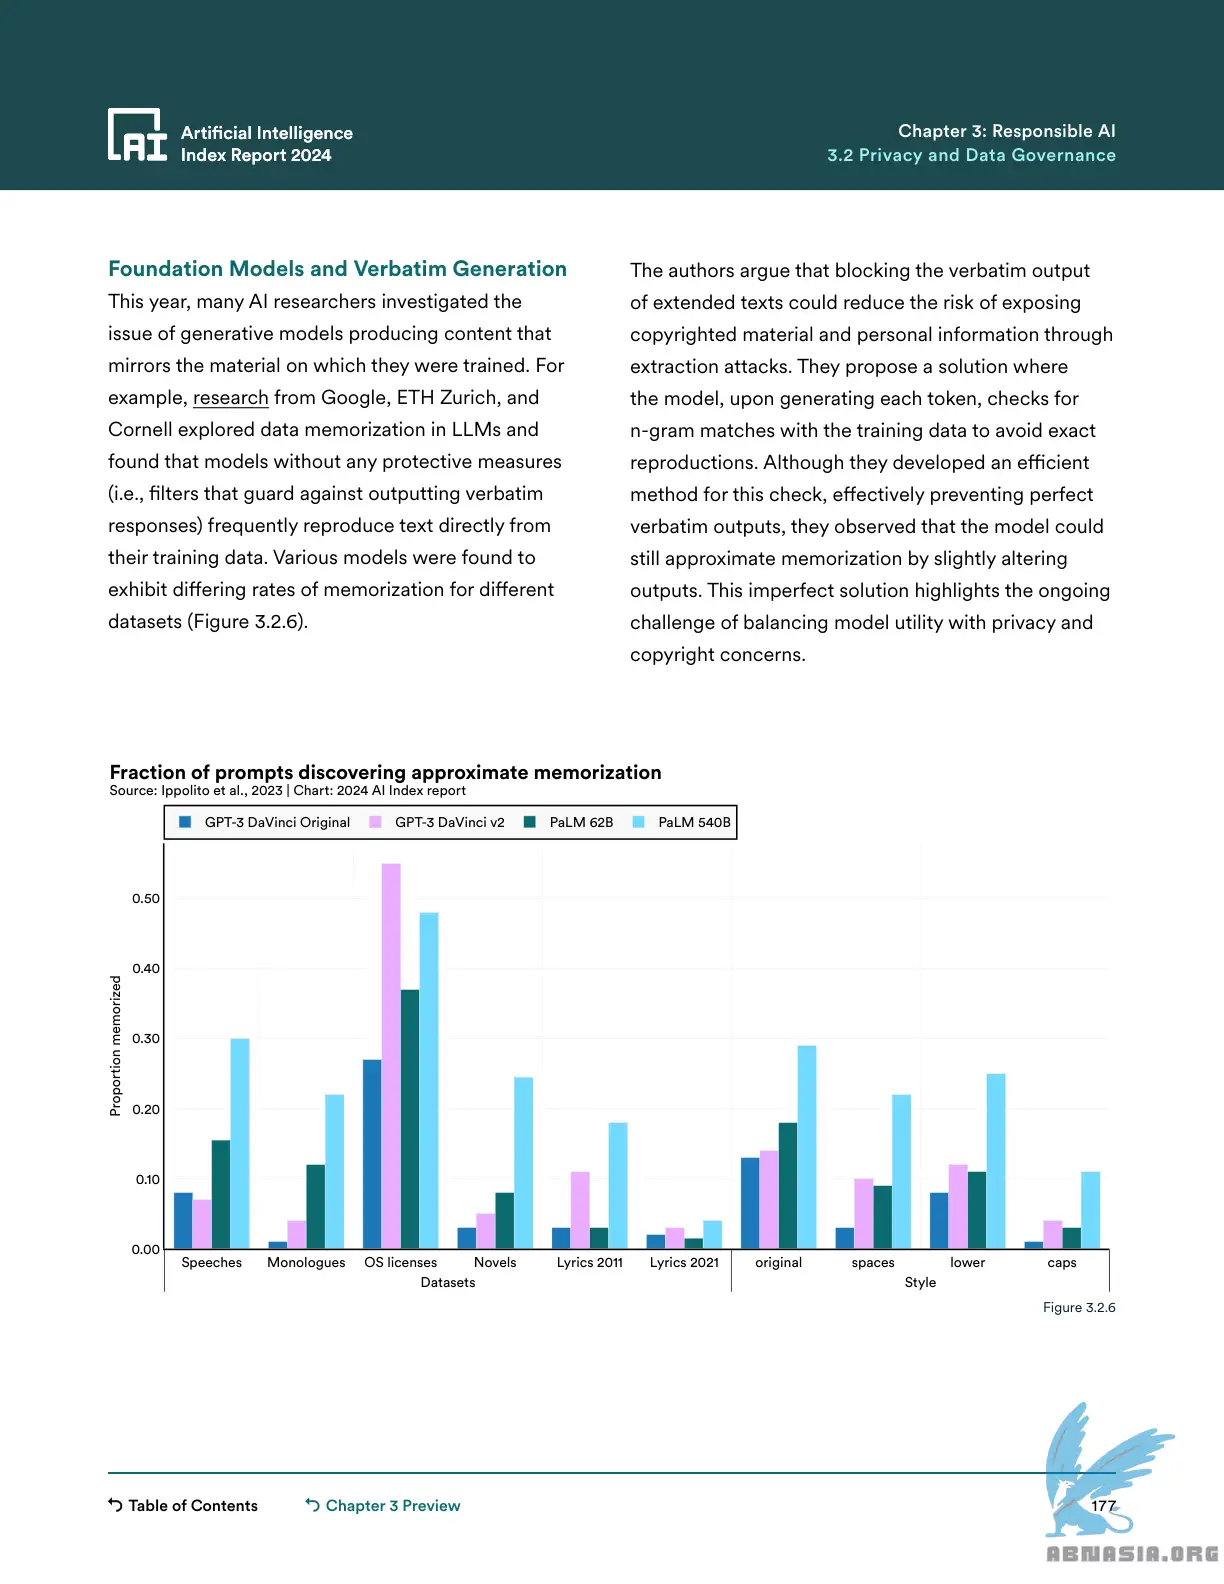 Artificial Intelligence
Index Report 2024
Chapter 3: Responsible AI
3.2 Privacy and Data Governance
Foundation Models and Verbatim Generation
This year, many AI researchers investigated the
issue of generative models producing content that
mirrors the material on which they were trained. For
example, research from Google, ETH Zurich, and
Cornell explored data memorization in LLMs and
found that models without any protective measures
(i.e., filters that guard against outputting verbatim
responses) frequently reproduce text directly from
their training data. Various models were found to
exhibit differing rates of memorization for different
datasets (Figure 3.2.6).
The authors argue that blocking the verbatim output
of extended texts could reduce the risk of exposing
copyrighted material and personal information through
extraction attacks. They propose a solution where
the model, upon generating each token, checks for
n-gram matches with the training data to avoid exact
reproductions. Although they developed an efficient
method for this check, effectively preventing perfect
verbatim outputs, they observed that the model could
still approximate memorization by slightly altering
outputs. This imperfect solution highlights the ongoing
challenge of balancing model utility with privacy and
copyright concerns.
Fraction of prompts discovering approximate memorization
Source: Ippolito et al., 2023 | Chart: 2024 AI Index report
GPT-3 DaVinci Original GPT-3 DaVinci v2 PaLM 62B PaLM 540B
Proportion memorized
0.50
0.40
0.30
0.20
0.10
0.00
Speeches Monologues OS licenses Novels Lyrics 2011 Lyrics 2021 original spaces lower caps
Datasets Style
Figure 3.2.6
Table of Contents Chapter 3 Preview 177
ABNASIA.ORG